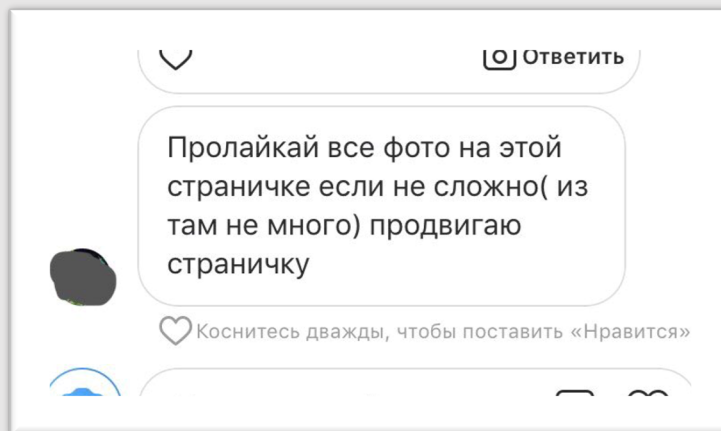 Ответить
Пролайкай все фото на этой
страничке если не сложно( из
там не много) продвигаю
страничку
Коснитесь дважды, чтобы поставить «Нравится»